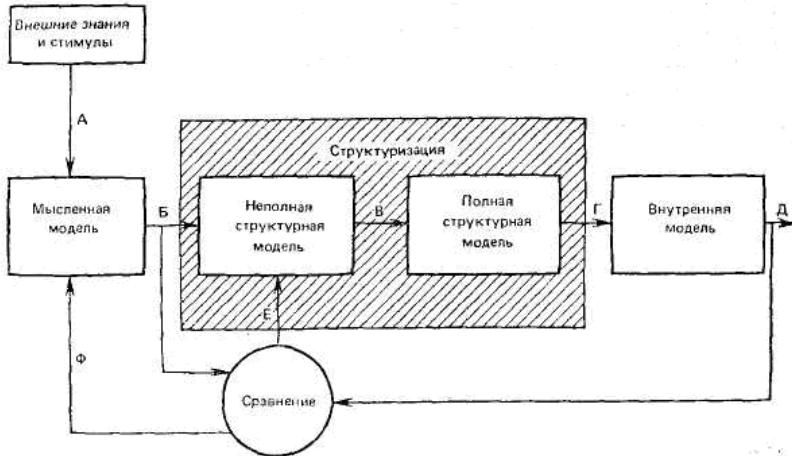 Внешние знания
и стимулы
А
Структуризация
Мысленная
модель
Б
Неполная
структурная
модель
В
Полная
структурная
модель
Г
Внутренняя
модель
Д
Е
Ф
Сравнение